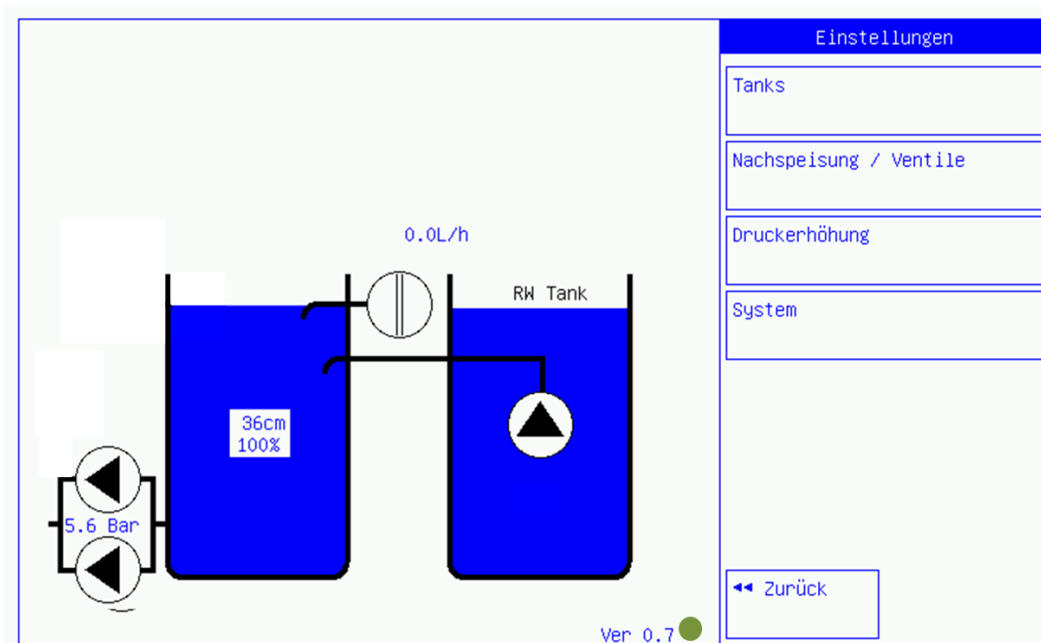 Einstellungen
Tanks
Nachspeisung / Ventile
Druckerhöhung
System
0.0L/h
RW Tank
36cm
100%
5.6 Bar
◄◄ Zurück
Ver 0.7